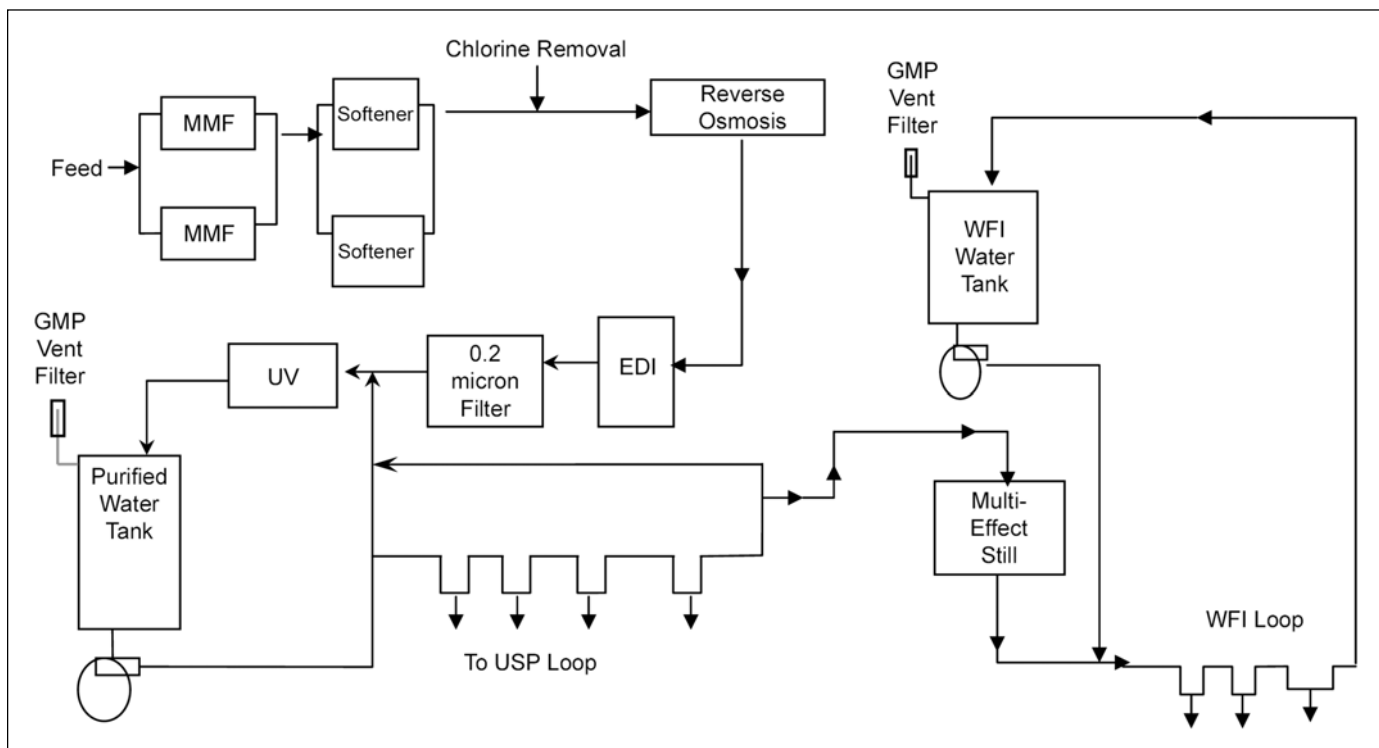 Chlorine Removal
MMF
Softener
Reverse
Osmosis
GMP
Vent
Filter
Feed
MMF
Softener
WFI
Water
Tank
GMP
Vent
Filter
UV
0.2
micron
Filter
EDI
Purified
Water
Tank
Multi-
Effect
Still
To USP Loop
WFI Loop